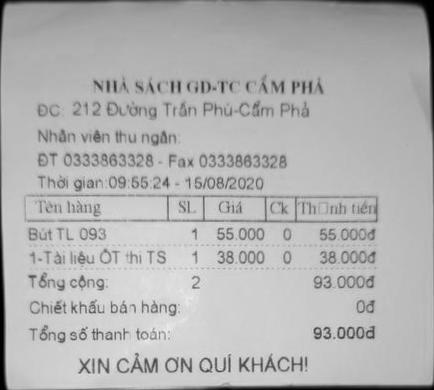 NHÀ SÁCH GD-TC CẨM PHẢ
ĐC: 212 Đường Trần Phú-Cẩm Phả
Nhân viên thu ngân:
ĐT 0333863328 - Fax 0333863328
Thời gian:09:55:24 - 15/08/2020
Tên hàng SL Giá Ck Th□nh tiền
Bút TL 093 1 55.000 0 55.000đ
1-Tài liệu ÔT thi TS 1 38.000 0 38.000đ
Tổng cộng: 2 93.000đ
Chiết khấu bán hàng: 0đ
Tổng số thanh toán: 93.000đ
XIN CẢM ƠN QUÍ KHÁCH!